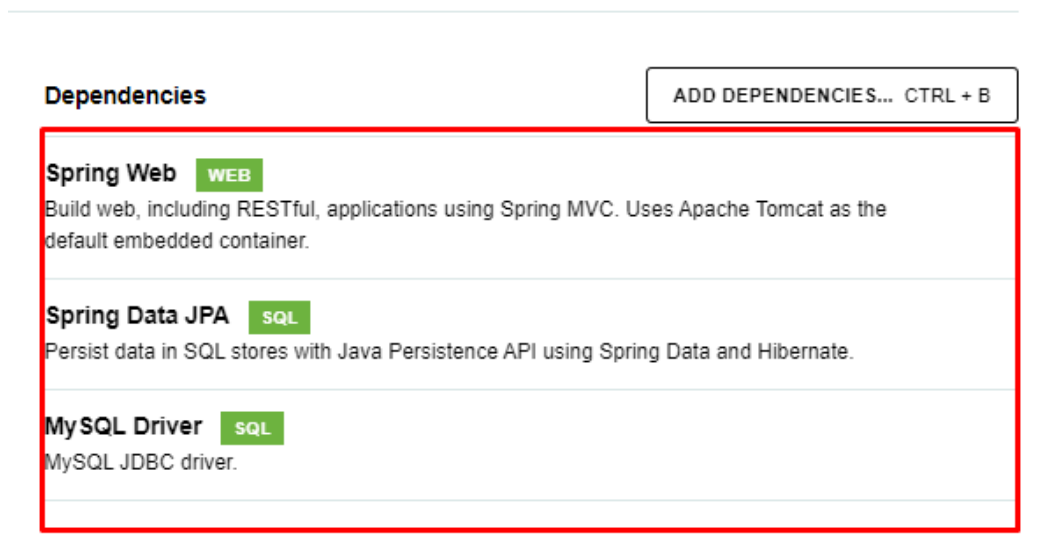 Dependencies
ADD DEPENDENCIES... CTRL + B
Spring Web WEB
Build web, including RESTful, applications using Spring MVC. Uses Apache Tomcat as the
default embedded container.
Spring Data JPA SQL
Persist data in SQL stores with Java Persistence API using Spring Data and Hibernate.
MySQL Driver SQL
MySQL JDBC driver.